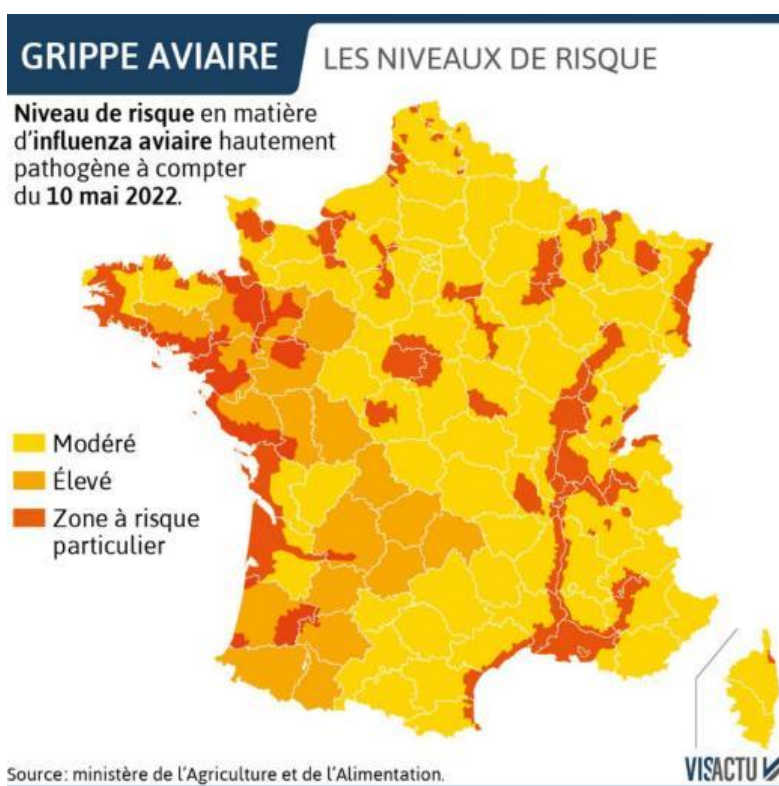 GRIPPE AVIAIRE
LES NIVEAUX DE RISQUE
Niveau de risque en matière
d'influenza aviaire hautement
pathogène à compter
du 10 mai 2022.
Modéré
Élevé
Zone à risque
particulier
Source: ministère de l'Agriculture et de l'Alimentation.
VISACTU